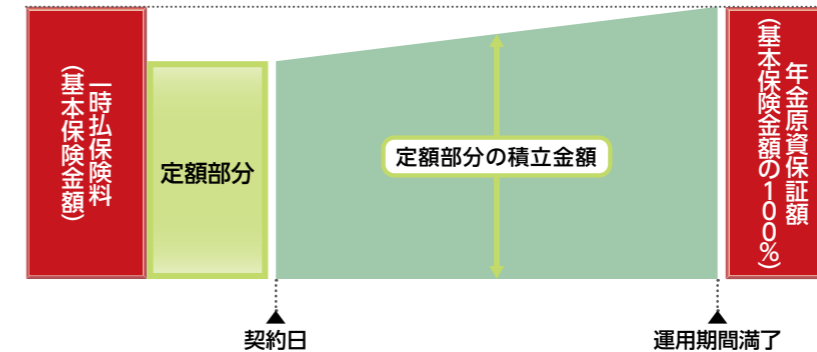 一時払保険料
（基本保険金額）
定額部分
定額部分の積立金額
年金原資保証額
（基本保険金額の100%）
契約日
運用期間満了